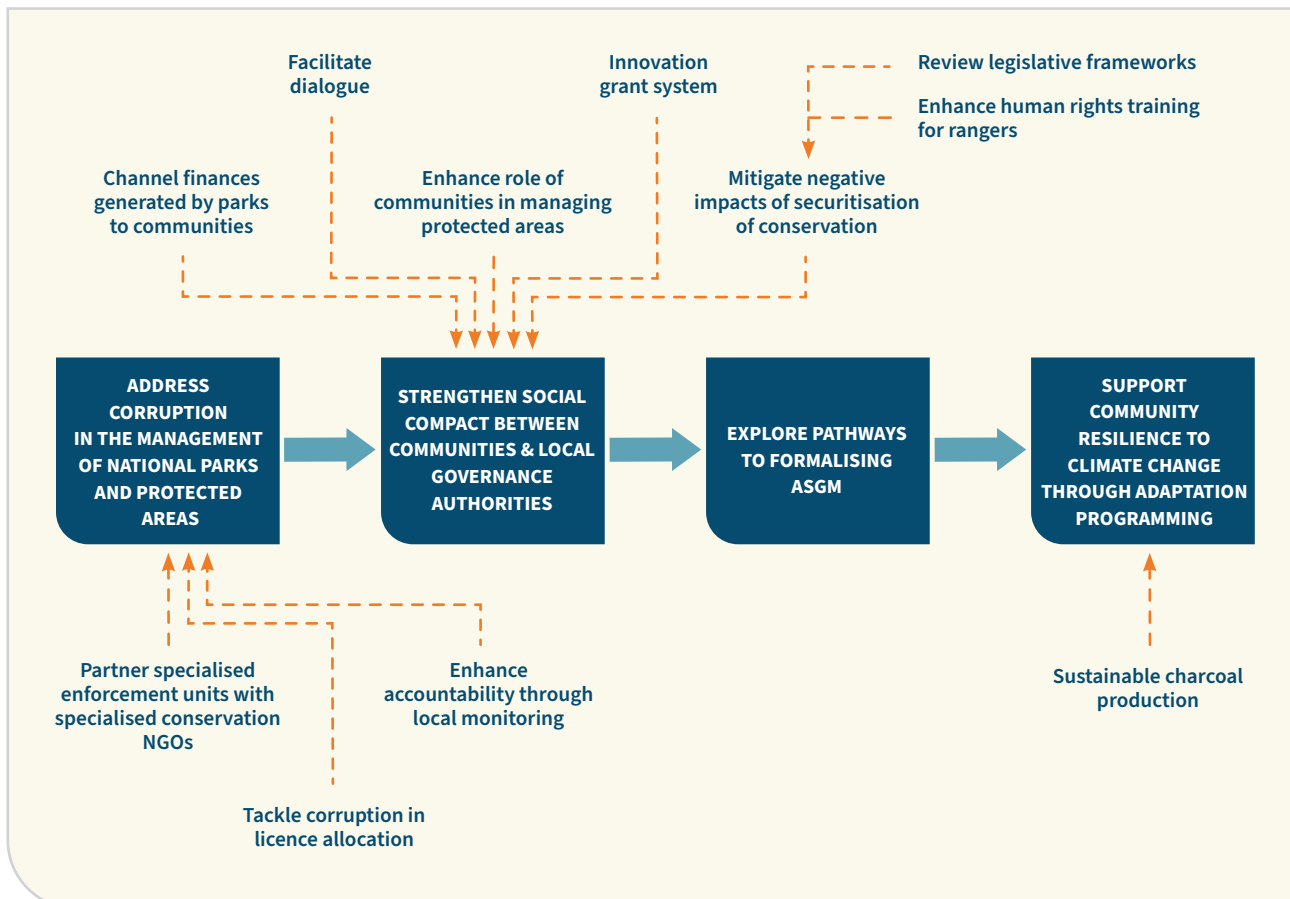 Facilitate
dialogue
Innovation
grant system
Review legislative frameworks
Enhance human rights training
for rangers
Channel finances
generated by parks
to communities
Enhance role of
communities in managing
protected areas
Mitigate negative
impacts of securitisation
of conservation
ADDRESS
CORRUPTION
IN THE MANAGEMENT
OF NATIONAL PARKS
AND PROTECTED
AREAS
STRENGTHEN SOCIAL
COMPACT BETWEEN
COMMUNITIES & LOCAL
GOVERNANCE
AUTHORITIES
EXPLORE PATHWAYS
TO FORMALISING
ASGM
SUPPORT
COMMUNITY
RESILIENCE TO
CLIMATE CHANGE
THROUGH ADAPTATION
PROGRAMMING
Partner specialised
enforcement units with
specialised conservation
NGOs
Enhance
accountability through
local monitoring
Sustainable charcoal
production
Tackle corruption in
licence allocation